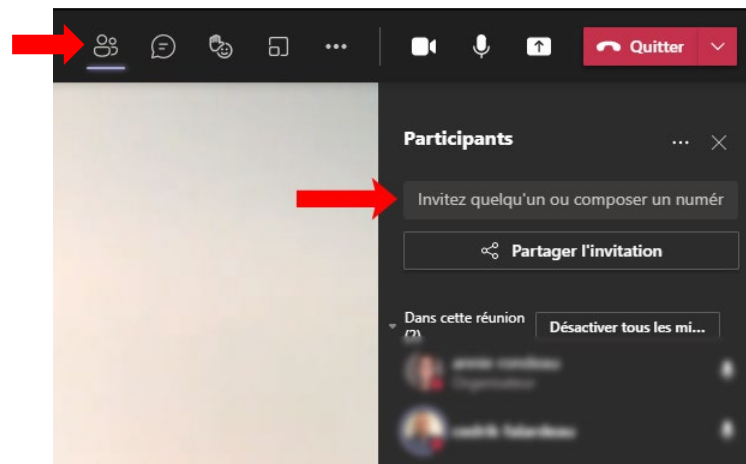 Quitter
Participants
Invitez quelqu'un ou composer un numér
Partager l'invitation
Dans cette réunion
(2)
Désactiver tous les mi...